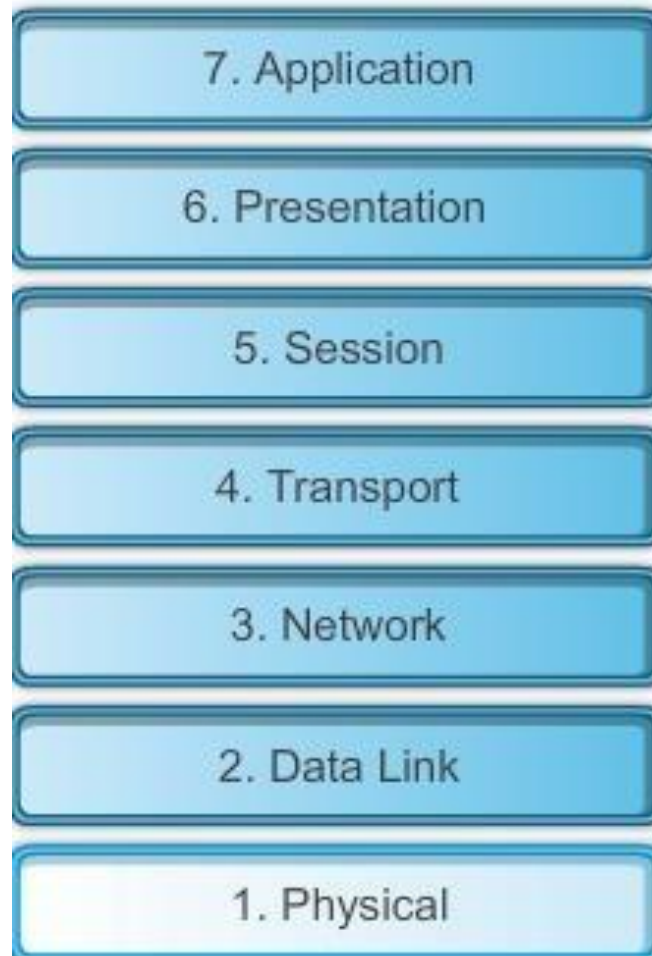 7. Application
6. Presentation
5. Session
4. Transport
3. Network
2. Data Link
1. Physical